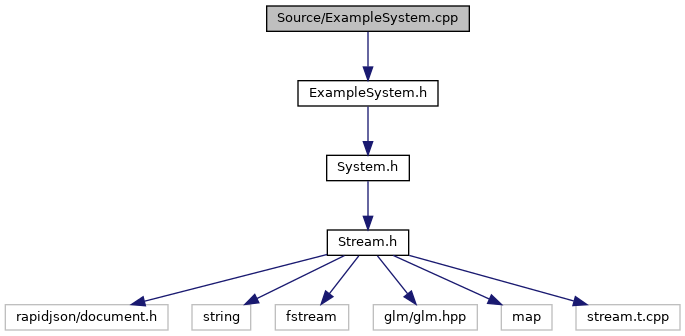 Source/ExampleSystem.cpp
ExampleSystem.h
System.h
Stream.h
rapidjson/document.h
string
fstream
glm/glm.hpp
map
stream.t.cpp